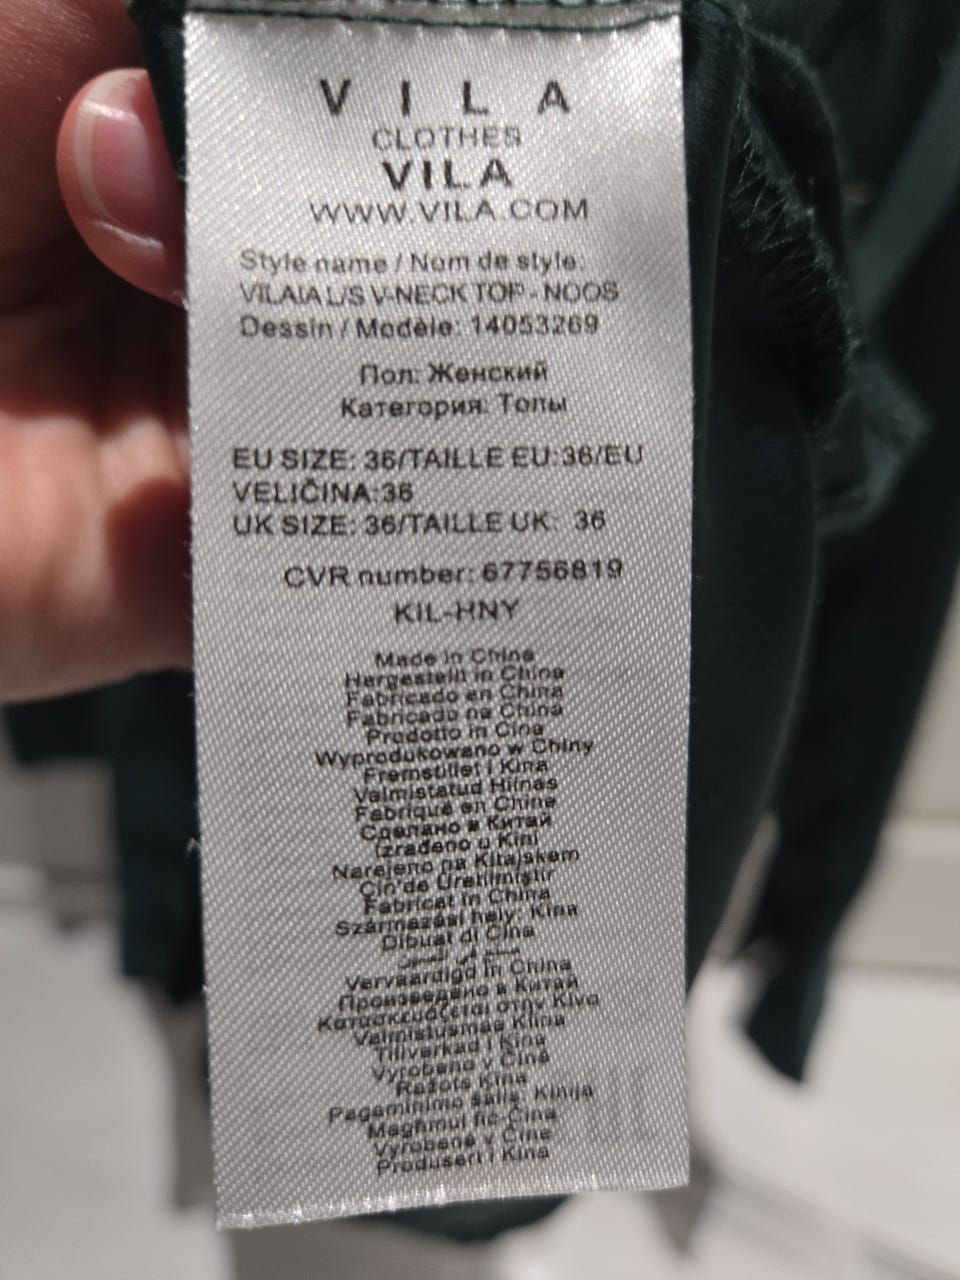 VILA
CLOTHES
VILA
WWW.VILA.COM
Style name / Nom de style:
VILAIA L/S V-NECK TOP - NOOS
Dessin / Modèle: 14053269
Пол: Женский
Категория: Топы
EU SIZE: 36/TAILLE EU:36/EU
VELIČINA:36
UK SIZE: 36/TAILLE UK: 36
CVR number: 67756819
KIL-HNY
Made in China
Hergestellt in China
Fabricado en China
Fabricado na China
Prodotto in Cina
Wyprodukowano w Chiny
Fremstillet i Kina
Valmistatud Hiinas
Fabriqué en Chine
Сделано в Китай
Izrađeno u Kini
Narejeno na Kitajskem
Çin'de Üretilmiştir
Fabricat în China
Származási hely: Kína
Dibuat di Cina
Vervaardigd in China
Произведено в Китай
Κατασκευάζεται στην Κίνα
Valmistusmaa Kiina
Tillverkad i Kina
Vyrobeno v Číně
Ražots Ķīna
Pagaminimo šalis: Kinija
Magħmul fiċ-Ċina
Vyrobené v Číne
Produsert i Kina